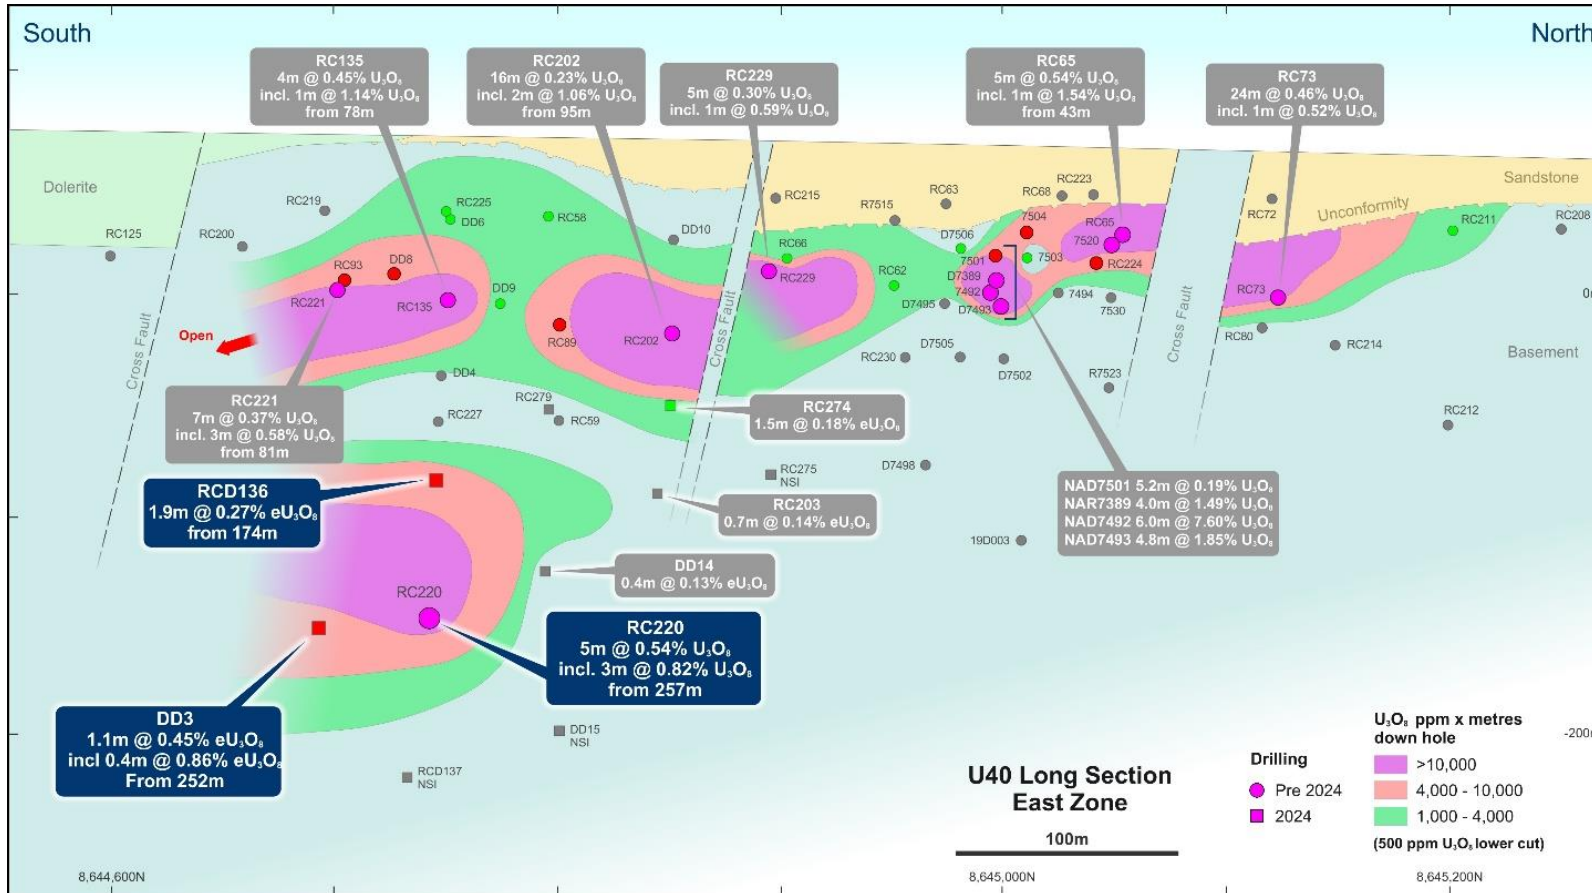 South
North
RC135
4m @ 0.45% U₃O₈
incl. 1m @ 1.14% U₃O₈
from 78m
RC202
16m @ 0.23% U₃O₈
incl. 2m @ 1.06% U₃O₈
from 95m
RC229
5m @ 0.30% U₃O₈
incl. 1m @ 0.59% U₃O₈
RC65
5m @ 0.54% U₃O₈
incl. 1m @ 1.54% U₃O₈
from 43m
RC73
24m @ 0.46% U₃O₈
incl. 1m @ 0.52% U₃O₈
Dolerite
Sandstone
Unconformity
Basement
Cross Fault
Cross Fault
Cross Fault
Open
RC125
RC200
RC219
RC225
DD6
RC58
DD10
RC215
R7515
RC63
RC68
RC223
RC72
RC211
RC208
RC93
DD8
RC221
RC135
DD9
RC89
RC202
RC66
RC229
RC62
D7506
7504
RC65
7520
7501
7503
RC224
D7389
7492
D7493
D7495
7494
7530
RC73
RC80
RC214
0m
DD4
RC227
RC279
RC59
RC230
D7505
D7502
R7523
RC212
RC221
7m @ 0.37% U₃O₈
incl. 3m @ 0.58% U₃O₈
from 81m
RC274
1.5m @ 0.18% eU₃O₈
RC275
NSI
D7498
RCD136
1.9m @ 0.27% eU₃O₈
from 174m
RC203
0.7m @ 0.14% eU₃O₈
NAD7501 5.2m @ 0.19% U₃O₈
NAR7389 4.0m @ 1.49% U₃O₈
NAD7492 6.0m @ 7.60% U₃O₈
NAD7493 4.8m @ 1.85% U₃O₈
19D003
DD14
0.4m @ 0.13% eU₃O₈
RC220
RC220
5m @ 0.54% U₃O₈
incl. 3m @ 0.82% U₃O₈
from 257m
DD3
1.1m @ 0.45% eU₃O₈
incl 0.4m @ 0.86% eU₃O₈
From 252m
DD15
NSI
RCD137
NSI
-200m
U40 Long Section
East Zone
100m
Drilling
Pre 2024
2024
U₃O₈ ppm x metres
down hole
>10,000
4,000 - 10,000
1,000 - 4,000
(500 ppm U₃O₈ lower cut)
8,644,600N
8,645,000N
8,645,200N